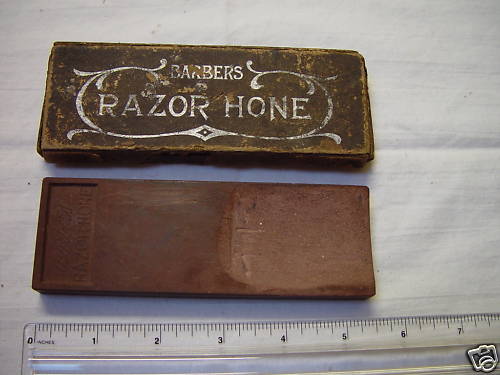 BARBERS
RAZOR HONE
0 1 2 3 4 5 6 7
INCHES